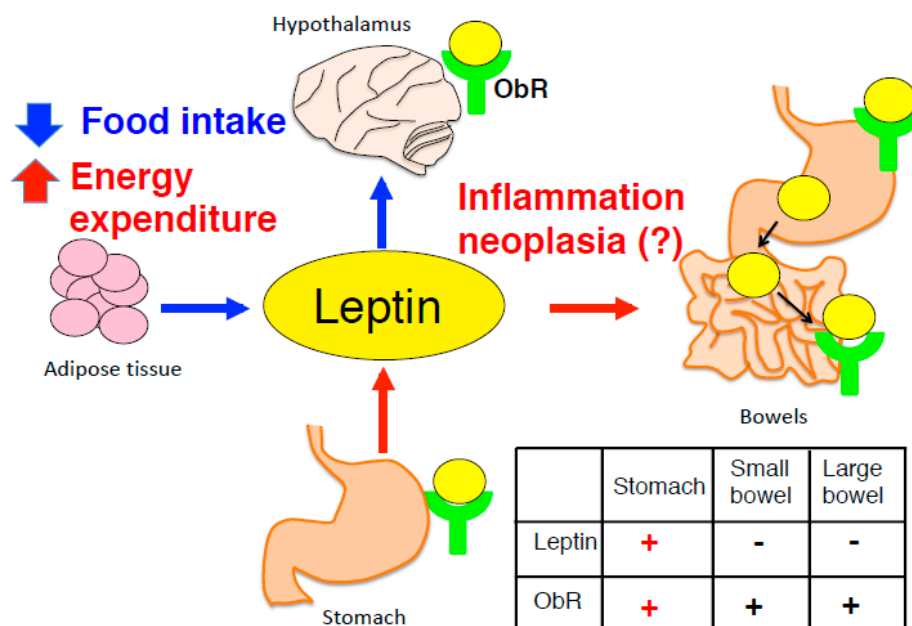 Hypothalamus
ObR
Food intake
Energy
expenditure
Inflammation
neoplasia (?)
Leptin
Adipose tissue
Bowels
Stomach
Stomach Small bowel Large bowel
Leptin + - -
ObR + + +